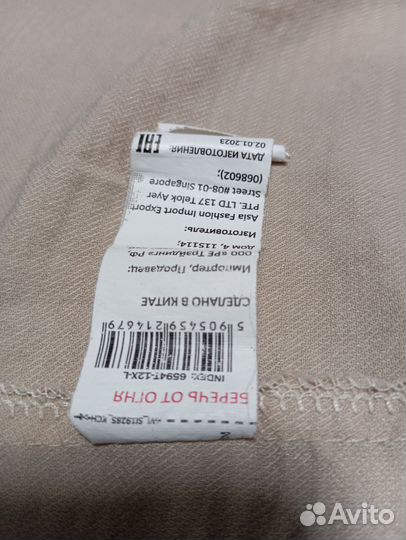 БЕРЕЧЬ ОТ ОГНЯ
INDEX: 6594T-12X-L
5 905459 214679
СДЕЛАНО В КИТАЕ
Импортер, Продавец:
ООО «РЕ Трэйдинг» РФ,
дом 4, 115114;
Изготовитель:
Asia Fashion Import Export
PTE. LTD 137 Telok Ayer
Street #08-01 Singapore
(068602);
ДАТА ИЗГОТОВЛЕНИЯ:
02.01.2023
EAC
Avito